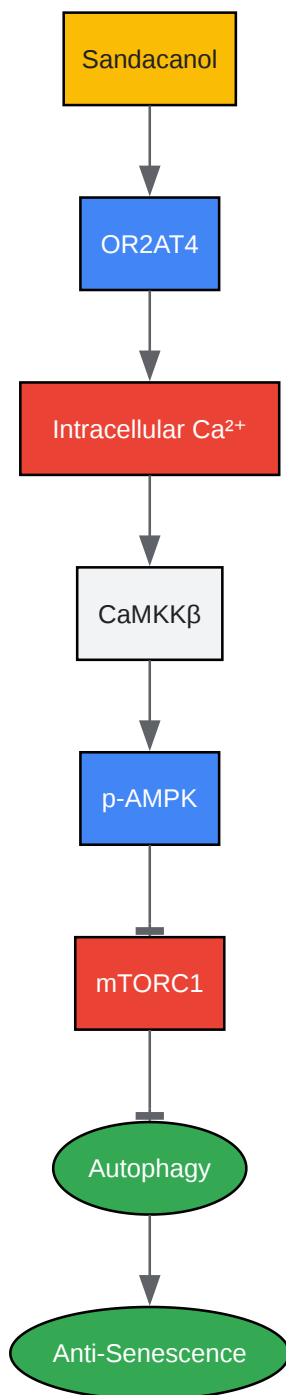 Sandacanol
OR2AT4
Intracellular Ca²⁺
CaMKKβ
p-AMPK
mTORC1
Autophagy
Anti-Senescence